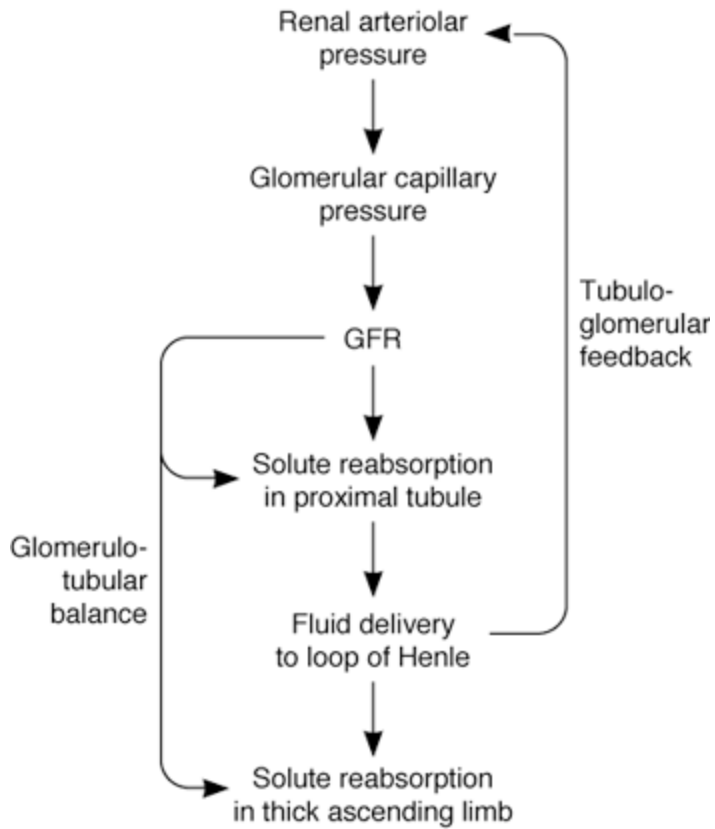 Renal arteriolar
pressure
Glomerular capillary
pressure
Tubulo-
glomerular
feedback
GFR
Solute reabsorption
in proximal tubule
Glomerulo-
tubular
balance
Fluid delivery
to loop of Henle
Solute reabsorption
in thick ascending limb